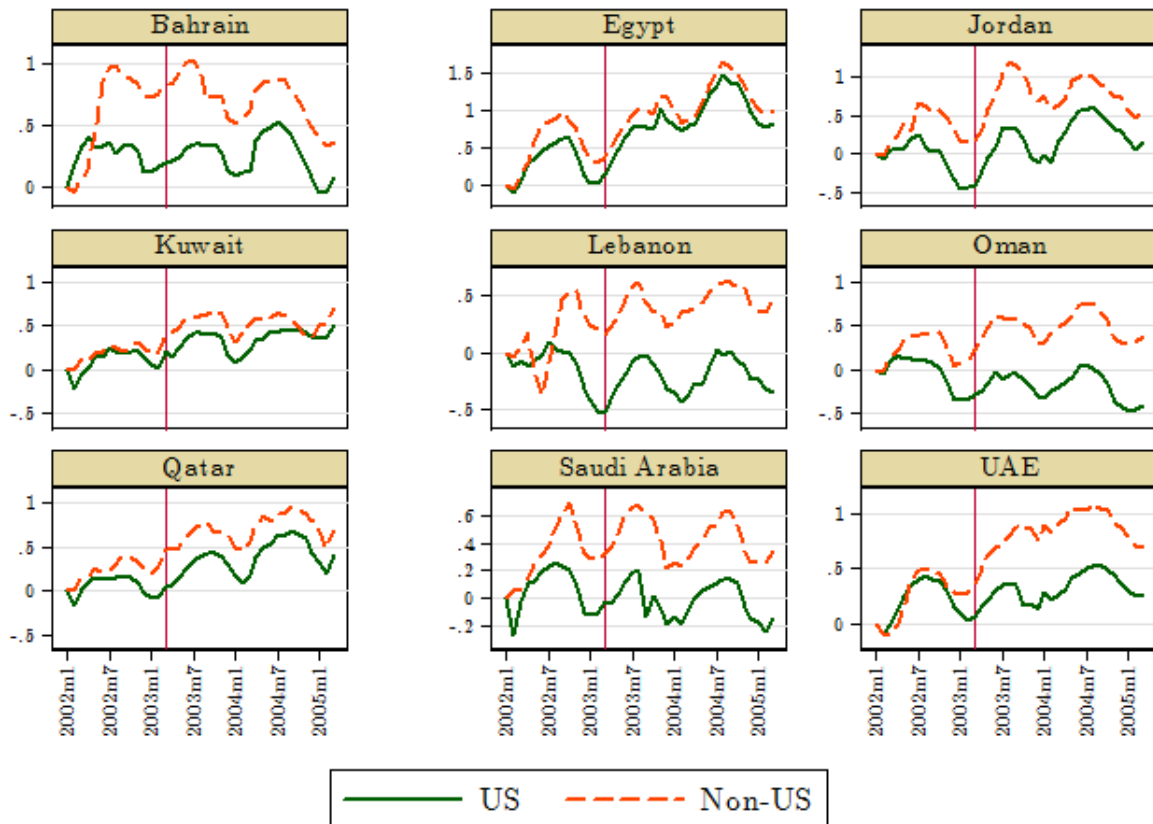 Bahrain
1
.5
0
Egypt
1.5
1
.5
0
Jordan
1
.5
0
-.5
Kuwait
1
.5
0
-.5
Lebanon
.5
0
-.5
Oman
1
.5
0
-.5
Qatar
1
.5
0
-.5
2002m1
2002m7
2003m1
2003m7
2004m1
2004m7
2005m1
Saudi Arabia
.6
.4
.2
0
-.2
2002m1
2002m7
2003m1
2003m7
2004m1
2004m7
2005m1
UAE
1
.5
0
2002m1
2002m7
2003m1
2003m7
2004m1
2004m7
2005m1
US Non-US